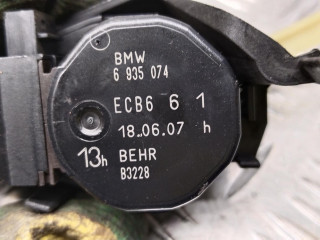 BMW
6 935 074
ECB6 6 1
18..06.07 h
13h BEHR
B3228